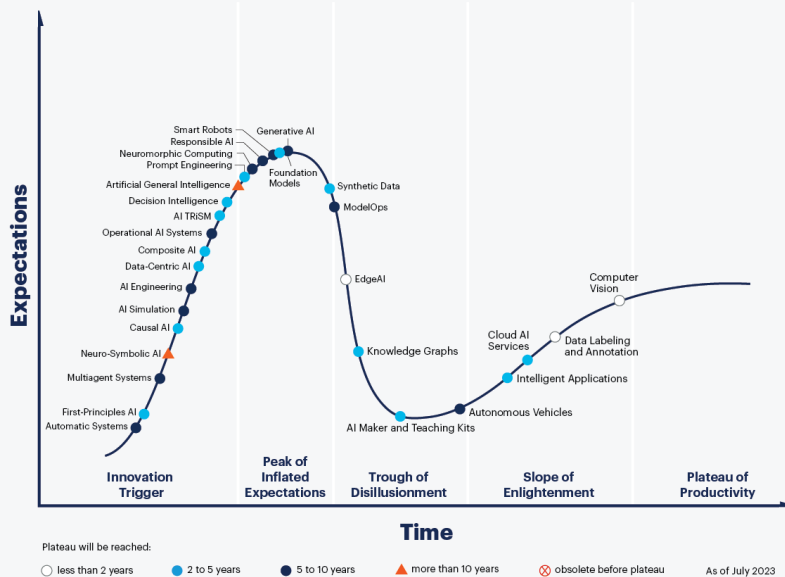 Expectations
Smart Robots
Responsible AI
Neuromorphic Computing
Prompt Engineering
Artificial General Intelligence
Decision Intelligence
AI TRiSM
Operational AI Systems
Composite AI
Data-Centric AI
AI Engineering
AI Simulation
Causal AI
Neuro-Symbolic AI
Multiagent Systems
First-Principles AI
Automatic Systems
Generative AI
Foundation
Models
Synthetic Data
ModelOps
EdgeAI
Knowledge Graphs
AI Maker and Teaching Kits
Autonomous Vehicles
Intelligent Applications
Cloud AI
Services
Data Labeling
and Annotation
Computer
Vision
Innovation
Trigger
Peak of
Inflated
Expectations
Trough of
Disillusionment
Slope of
Enlightenment
Plateau of
Productivity
Time
Plateau will be reached:
less than 2 years
2 to 5 years
5 to 10 years
more than 10 years
obsolete before plateau
As of July 2023